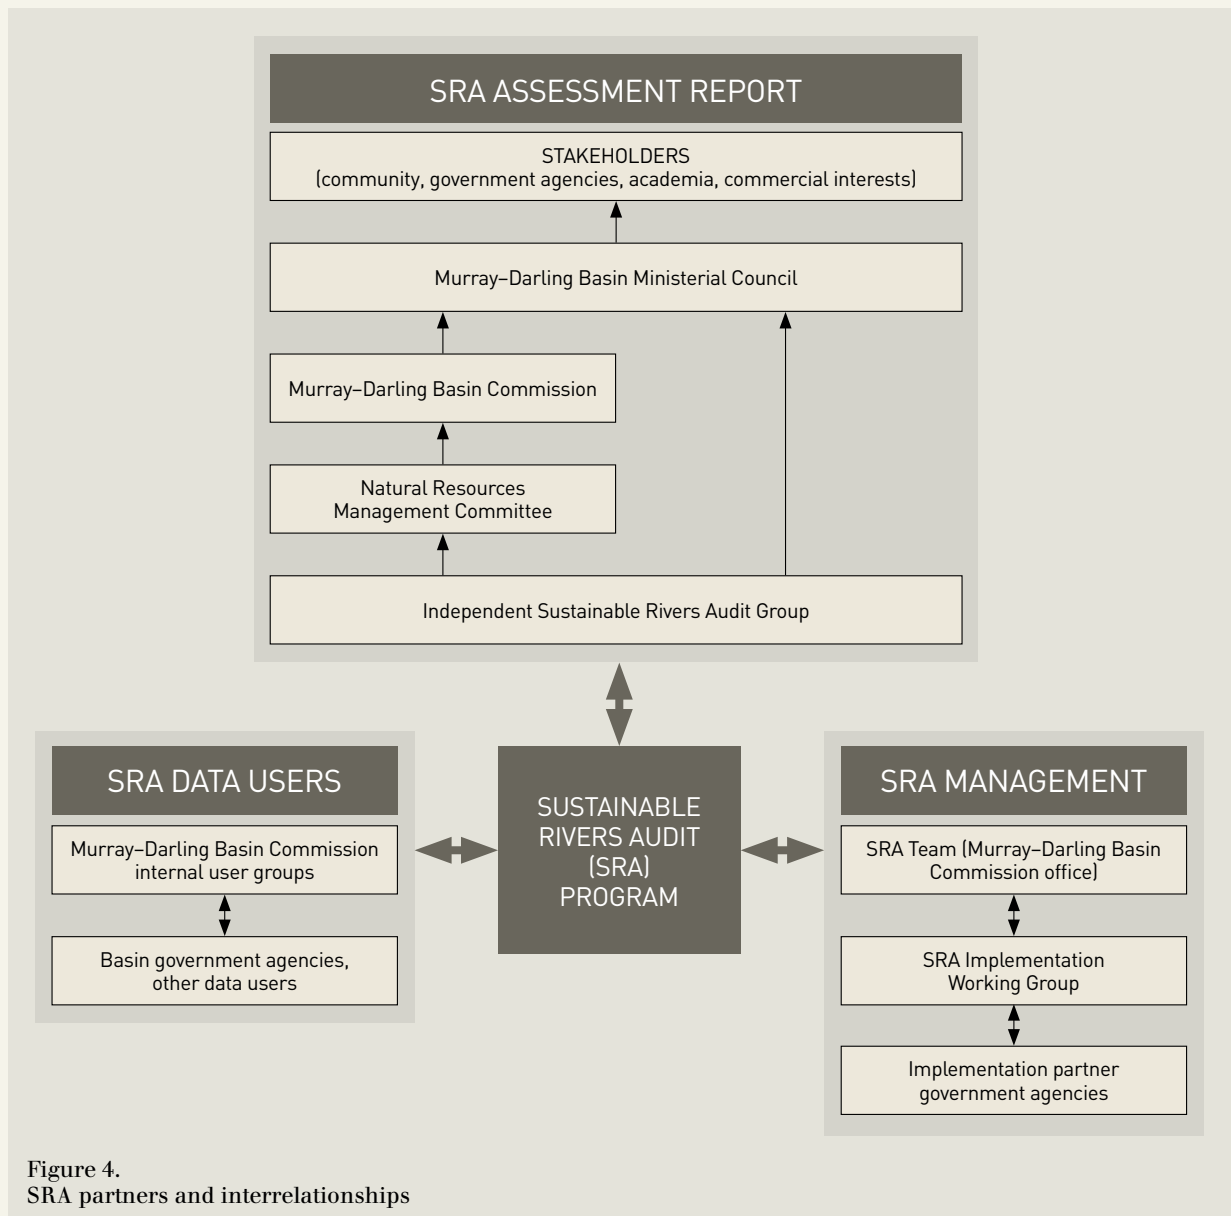 SRA ASSESSMENT REPORT
STAKEHOLDERS
(community, government agencies, academia, commercial interests)
Murray–Darling Basin Ministerial Council
Murray–Darling Basin Commission
Natural Resources
Management Committee
Independent Sustainable Rivers Audit Group
SRA DATA USERS
Murray–Darling Basin Commission
internal user groups
Basin government agencies,
other data users
SUSTAINABLE
RIVERS AUDIT
(SRA)
PROGRAM
SRA MANAGEMENT
SRA Team (Murray–Darling Basin
Commission office)
SRA Implementation
Working Group
Implementation partner
government agencies
Figure 4.
SRA partners and interrelationships